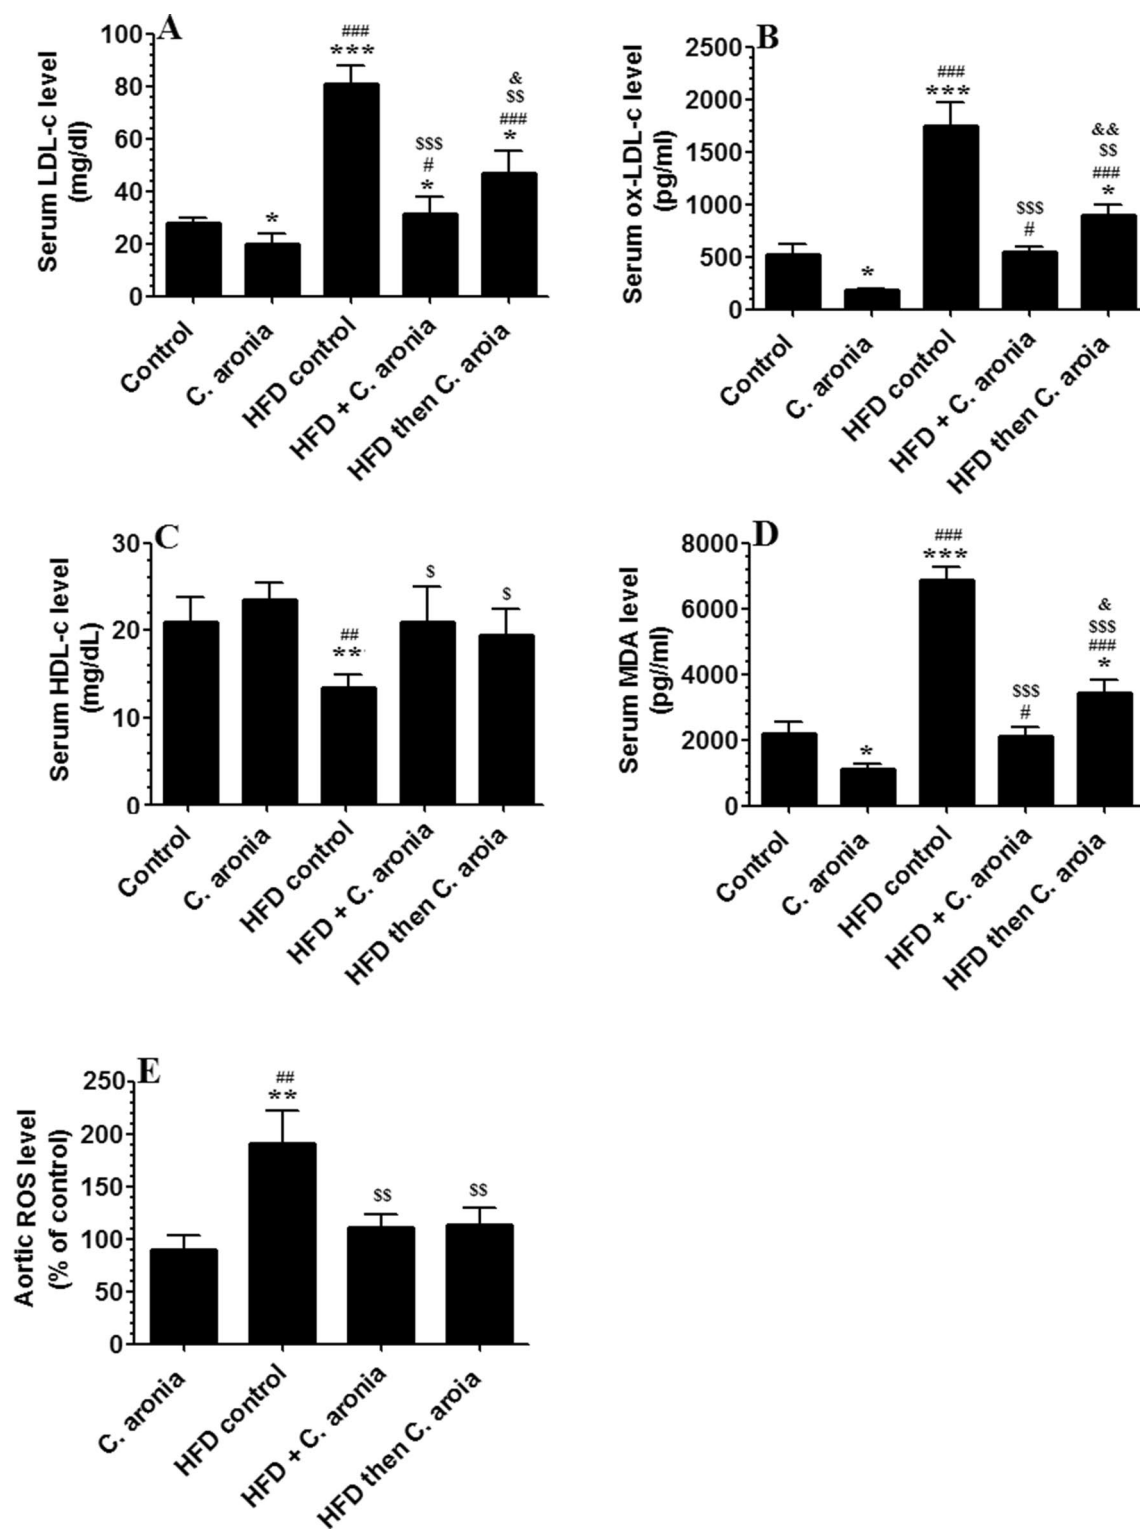 A
Serum LDL-c level
(mg/dl)
100
80
60
40
20
0
*
###
***
$$$
#
*
&
$$
###
*
Control
C. aronia
HFD control
HFD + C. aronia
HFD then C. aroia
B
Serum ox-LDL-c level
(pg/ml)
2500
2000
1500
1000
500
0
*
###
***
$$$
#
&&
$$
###
*
Control
C. aronia
HFD control
HFD + C. aronia
HFD then C. aroia
C
Serum HDL-c level
(mg/dL)
30
20
10
0
##
**
$
$
Control
C. aronia
HFD control
HFD + C. aronia
HFD then C. aroia
D
Serum MDA level
(pg//ml)
8000
6000
4000
2000
0
*
###
***
$$$
#
&
$$$
###
*
Control
C. aronia
HFD control
HFD + C. aronia
HFD then C. aroia
E
Aortic ROS level
(% of control)
250
200
150
100
50
0
##
**
$$
$$
C. aronia
HFD control
HFD + C. aronia
HFD then C. aroia